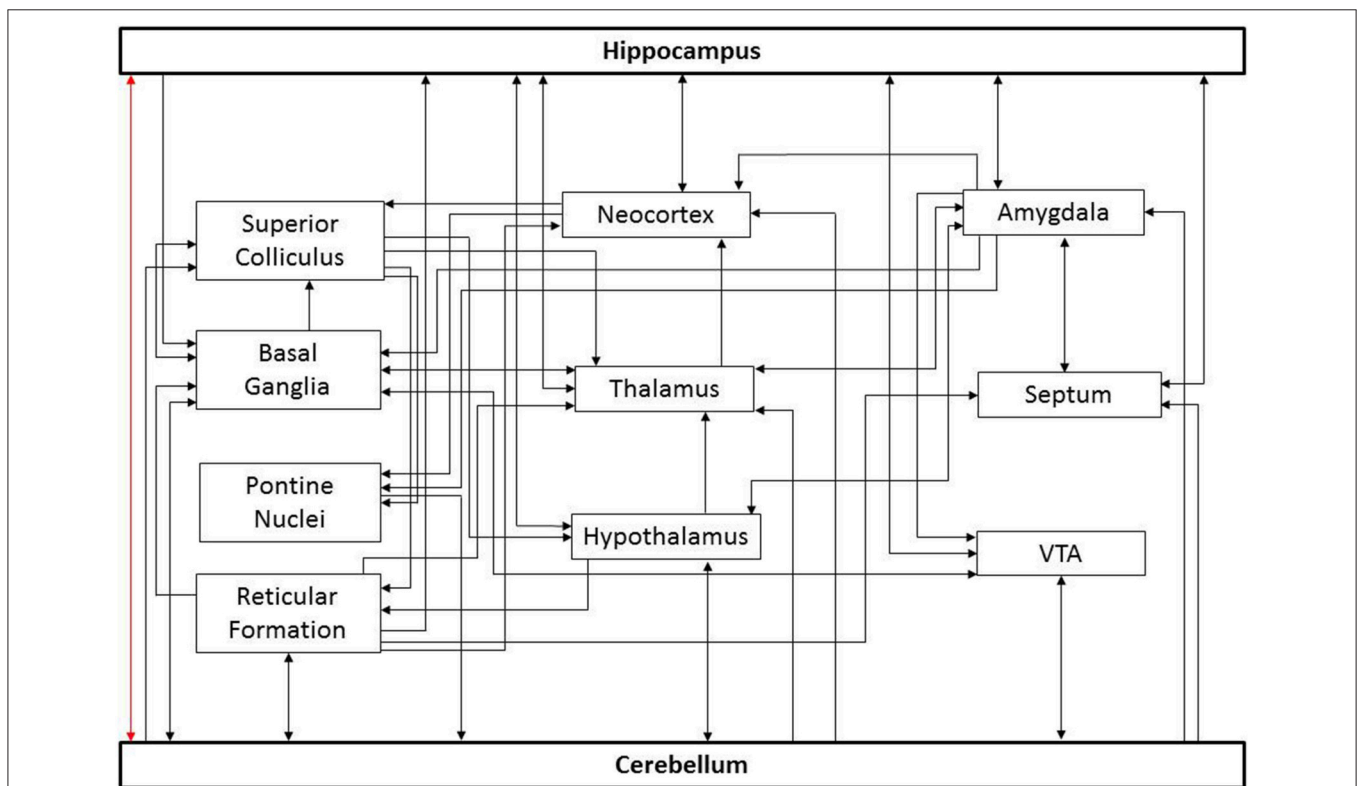 Hippocampus
Neocortex
Amygdala
Superior
Colliculus
Basal
Ganglia
Thalamus
Septum
Pontine
Nuclei
Hypothalamus
VTA
Reticular
Formation
Cerebellum